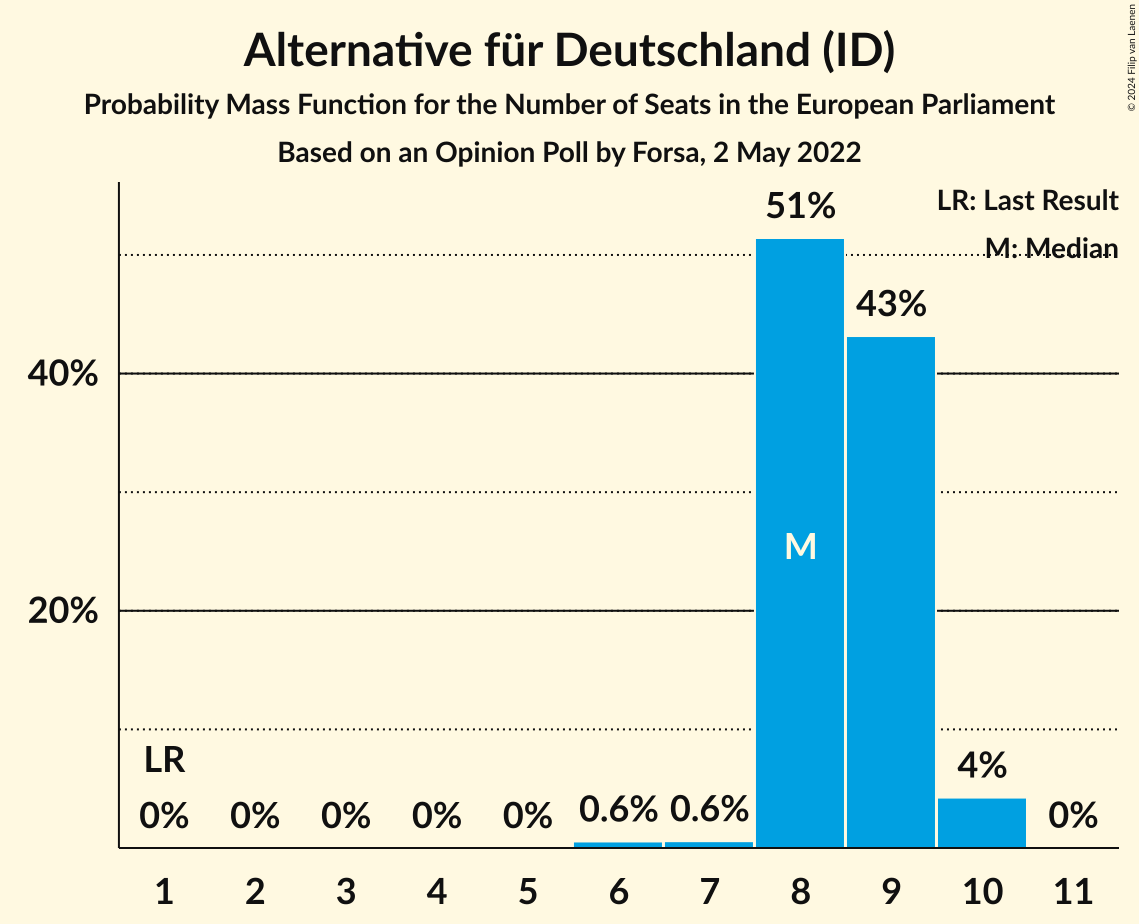 Alternative für Deutschland (ID)
Probability Mass Function for the Number of Seats in the European Parliament
Based on an Opinion Poll by Forsa, 2 May 2022
© 2024 Filip van Laenen
LR: Last Result
M: Median
51%
43%
40%
M
20%
LR
4%
0% 0% 0% 0% 0% 0.6% 0.6% 0%
1 2 3 4 5 6 7 8 9 10 11